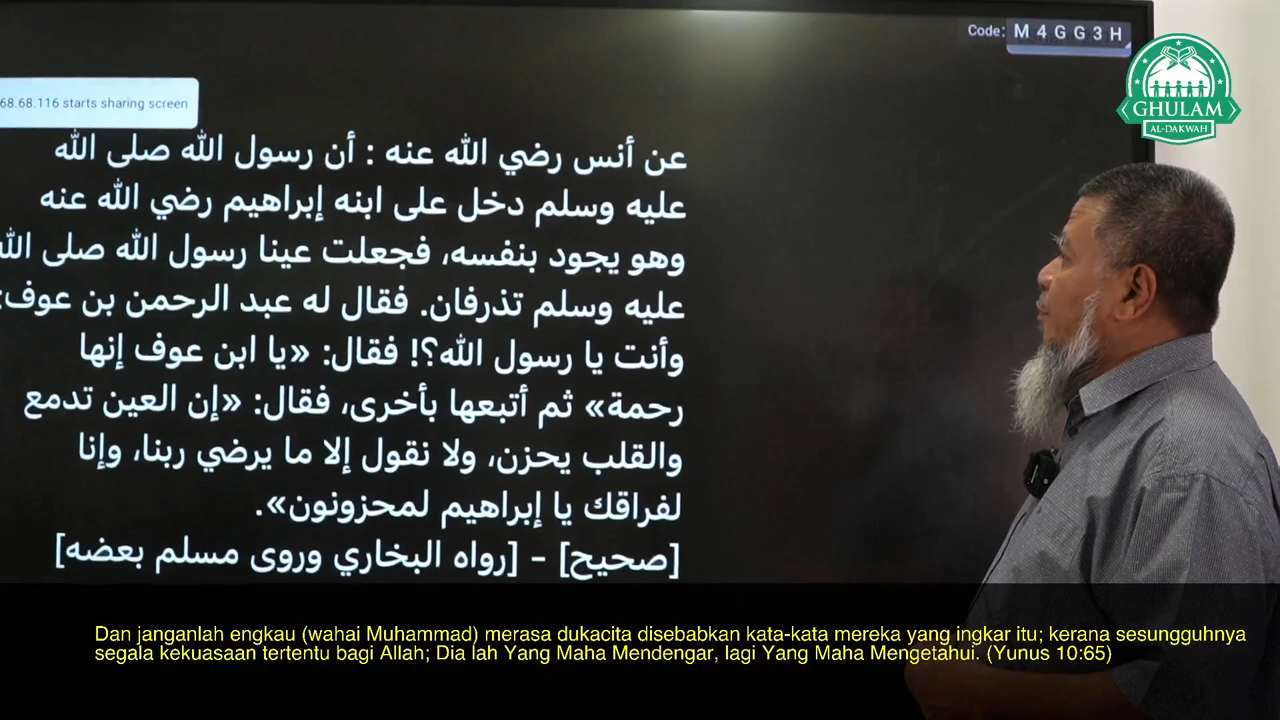 Code: M4GG3H
GHULAM
AL-DAKWAH
68.68.116 starts sharing screen
عن أنس رضي الله عنه : أن رسول الله صلى الله
عليه وسلم دخل على ابنه إبراهيم رضي الله عنه
وهو يجود بنفسه، فجعلت عينا رسول الله صلى الله
عليه وسلم تذرفان. فقال له عبد الرحمن بن عوف:
وأنت يا رسول الله؟! فقال: «يا ابن عوف إنها
رحمة» ثم أتبعها بأخرى، فقال: «إن العين تدمع
والقلب يحزن، ولا نقول إلا ما يرضي ربنا، وإنا
لفراقك يا إبراهيم لمحزونون».
[صحيح] – [رواه البخاري وروى مسلم بعضه]
Dan janganlah engkau (wahai Muhammad) merasa dukacita disebabkan kata-kata mereka yang ingkar itu; kerana sesungguhnya
segala kekuasaan tertentu bagi Allah; Dia lah Yang Maha Mendengar, lagi Yang Maha Mengetahui. (Yunus 10:65)